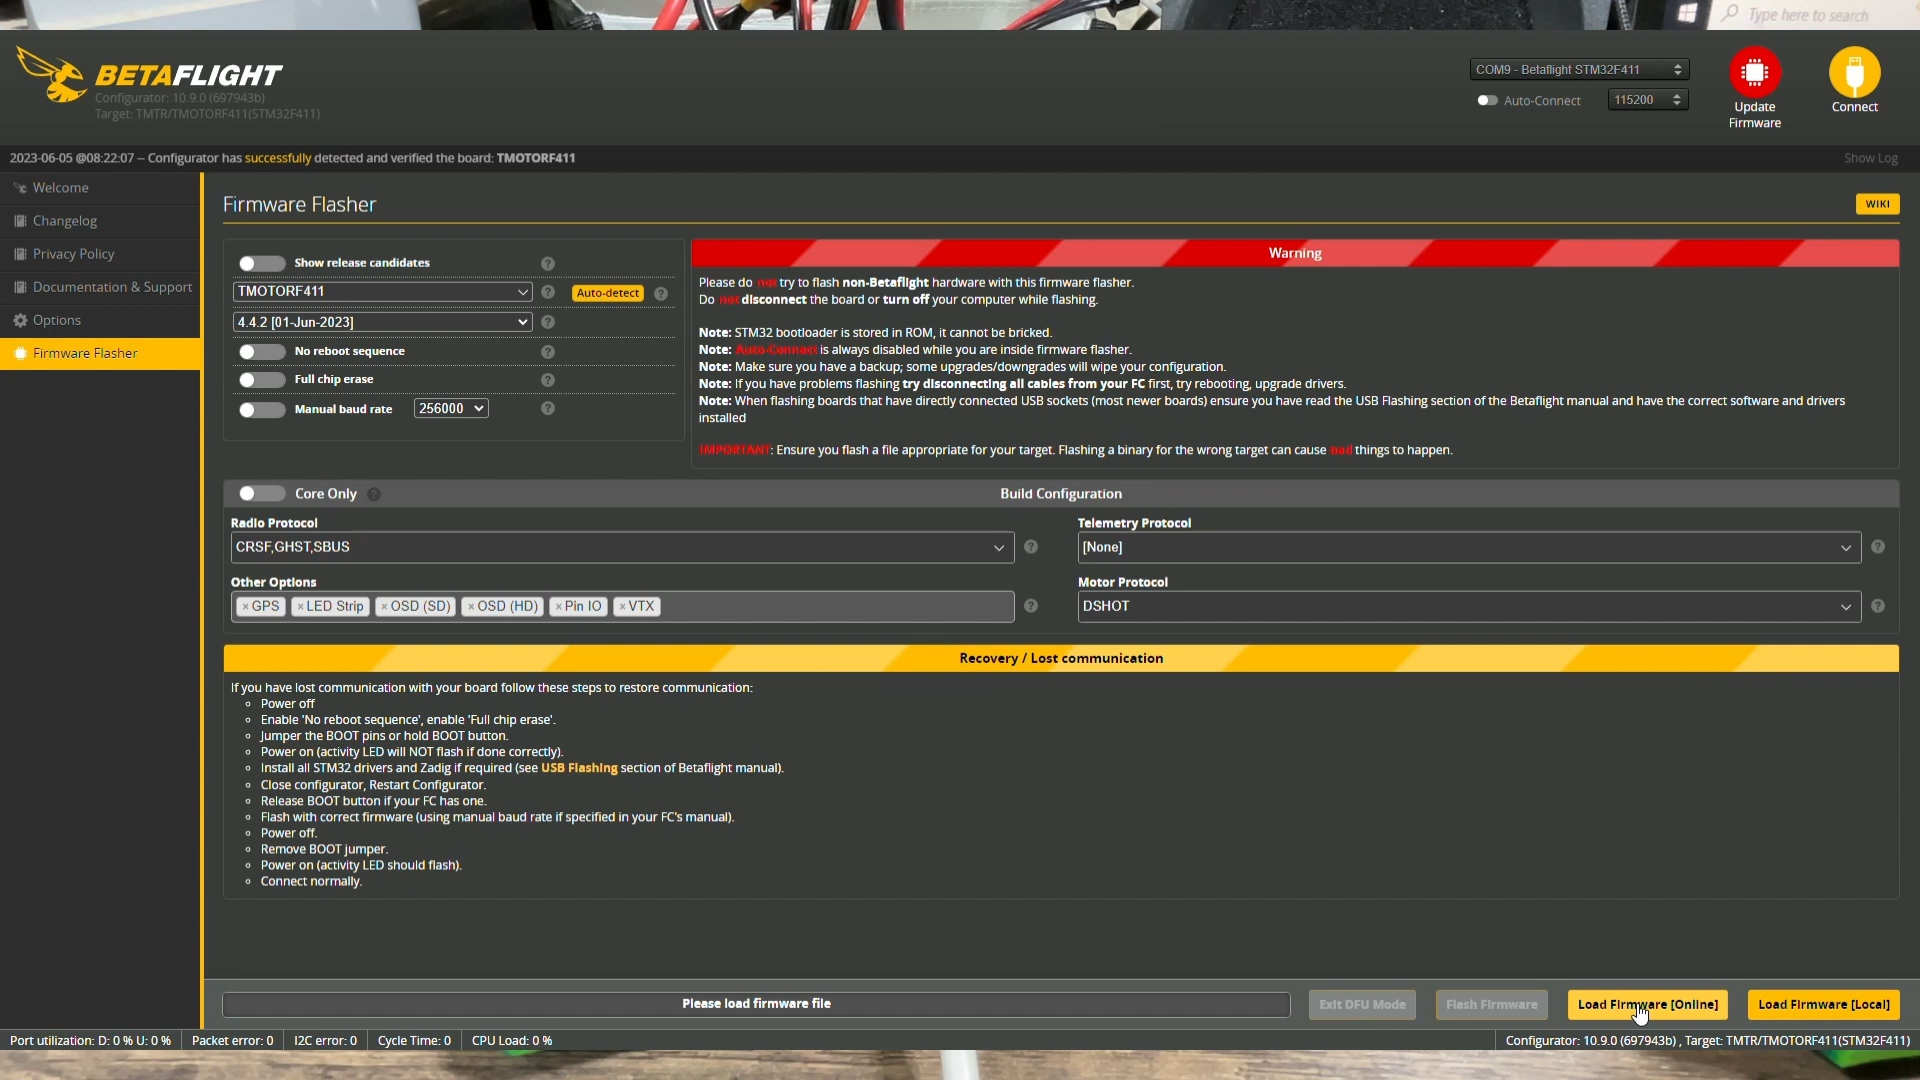 Type here to search
BETAFLIGHT
Configurator: 10.9.0 (697943b)
Target: TMTR/TMOTORF411(STM32F411)
COM9 - Betaflight STM32F411
Auto-Connect
115200
Update Firmware
Connect
2023-06-05 @08:22:07 -- Configurator has successfully detected and verified the board: TMOTORF411
Show Log
Welcome
Changelog
Privacy Policy
Documentation & Support
Options
Firmware Flasher
Firmware Flasher
WIKI
Show release candidates
TMOTORF411
Auto-detect
4.4.2 [01-Jun-2023]
No reboot sequence
Full chip erase
Manual baud rate 256000
Warning
Please do not try to flash non-Betaflight hardware with this firmware flasher.
Do not disconnect the board or turn off your computer while flashing.
Note: STM32 bootloader is stored in ROM, it cannot be bricked.
Note: Auto-Connect is always disabled while you are inside firmware flasher.
Note: Make sure you have a backup; some upgrades/downgrades will wipe your configuration.
Note: If you have problems flashing try disconnecting all cables from your FC first, try rebooting, upgrade drivers.
Note: When flashing boards that have directly connected USB sockets (most newer boards) ensure you have read the USB Flashing section of the Betaflight manual and have the correct software and drivers
installed
IMPORTANT: Ensure you flash a file appropriate for your target. Flashing a binary for the wrong target can cause bad things to happen.
Core Only
Build Configuration
Radio Protocol
CRSF,GHST,SBUS
Telemetry Protocol
[None]
Other Options
×GPS ×LED Strip ×OSD (SD) ×OSD (HD) ×Pin IO ×VTX
Motor Protocol
DSHOT
Recovery / Lost communication
If you have lost communication with your board follow these steps to restore communication:
Power off
Enable 'No reboot sequence', enable 'Full chip erase'.
Jumper the BOOT pins or hold BOOT button.
Power on (activity LED will NOT flash if done correctly).
Install all STM32 drivers and Zadig if required (see USB Flashing section of Betaflight manual).
Close configurator, Restart Configurator.
Release BOOT button if your FC has one.
Flash with correct firmware (using manual baud rate if specified in your FC's manual).
Power off.
Remove BOOT jumper.
Power on (activity LED should flash).
Connect normally.
Please load firmware file
Exit DFU Mode
Flash Firmware
Load Firmware [Online]
Load Firmware [Local]
Port utilization: D: 0 % U: 0 %
Packet error: 0
I2C error: 0
Cycle Time: 0
CPU Load: 0 %
Configurator: 10.9.0 (697943b) , Target: TMTR/TMOTORF411(STM32F411)